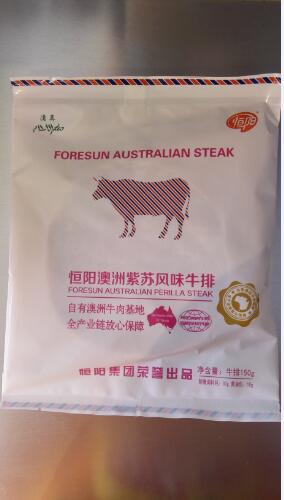 清真
恒阳
FORESUN AUSTRALIAN STEAK
恒阳澳洲紫苏风味牛排
FORESUN AUSTRALIAN PERILLA STEAK
自有澳洲牛肉基地
全产业链放心保障
恒阳集团荣誉出品
净含量：牛排150g